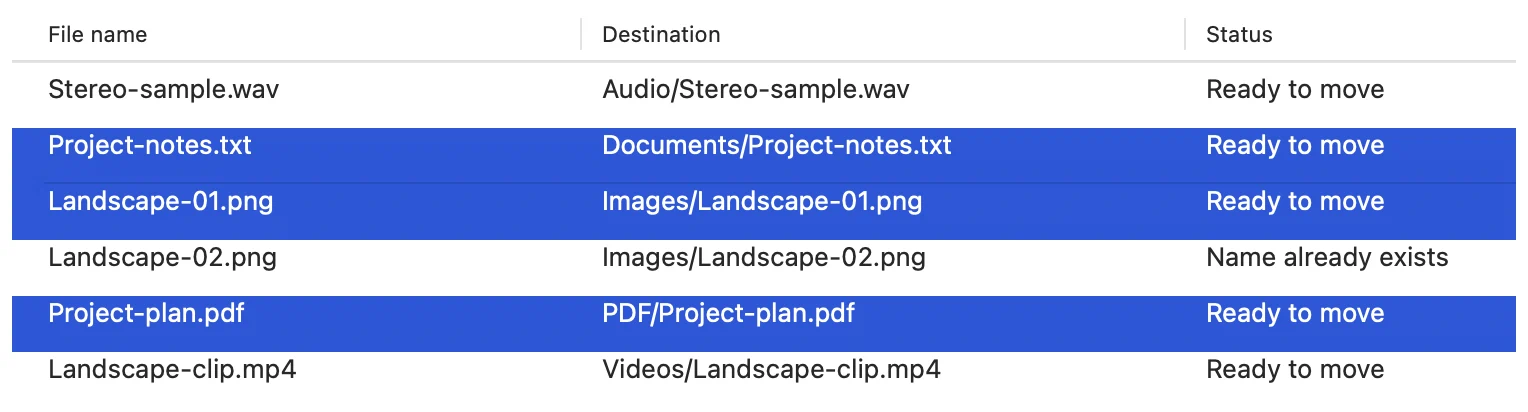 File name Destination Status
Stereo-sample.wav Audio/Stereo-sample.wav Ready to move
Project-notes.txt Documents/Project-notes.txt Ready to move
Landscape-01.png Images/Landscape-01.png Ready to move
Landscape-02.png Images/Landscape-02.png Name already exists
Project-plan.pdf PDF/Project-plan.pdf Ready to move
Landscape-clip.mp4 Videos/Landscape-clip.mp4 Ready to move